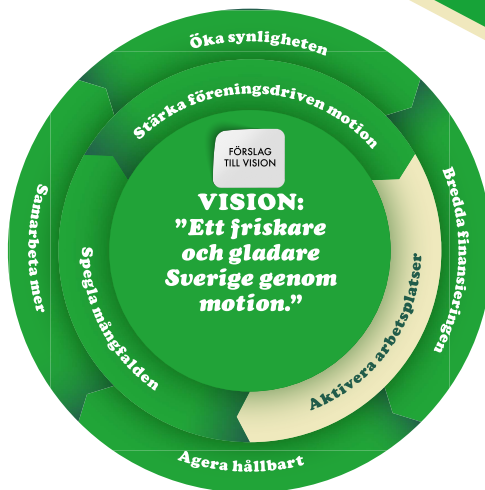 Öka synligheten
Stärka föreningsdriven motion
FÖRSLAG
TILL VISION
VISION:
”Ett friskare
och gladare
Sverige genom
motion.”
Samarbeta mer
Spegla mångfalden
Aktivera arbetsplatser
Bredda finansieringen
Agera hållbart